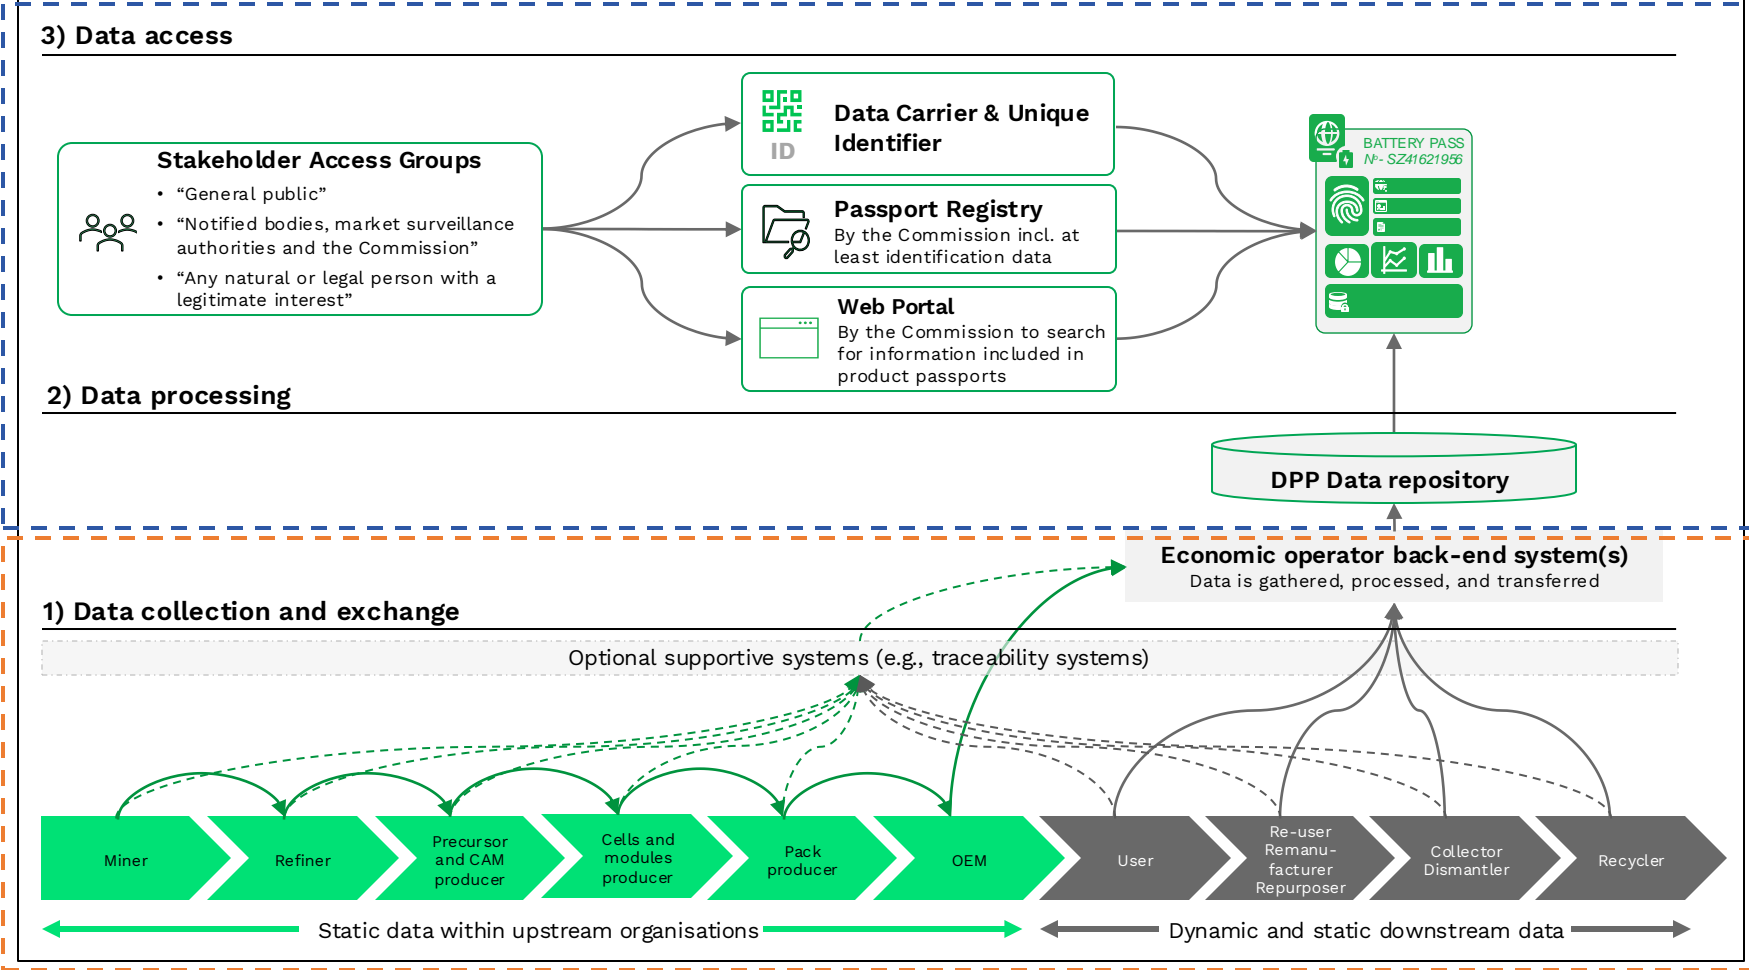 3) Data access
Stakeholder Access Groups
• “General public”
• “Notified bodies, market surveillance
authorities and the Commission”
• “Any natural or legal person with a
legitimate interest”
ID
Data Carrier & Unique
Identifier
Passport Registry
By the Commission incl. at
least identification data
Web Portal
By the Commission to search
for information included in
product passports
BATTERY PASS
Nº- SZ41621956
2) Data processing
DPP Data repository
Economic operator back-end system(s)
Data is gathered, processed, and transferred
1) Data collection and exchange
Optional supportive systems (e.g., traceability systems)
Miner
Refiner
Precursor
and CAM
producer
Cells and
modules
producer
Pack
producer
OEM
User
Re-user
Remanu-
facturer
Repurposer
Collector
Dismantler
Recycler
Static data within upstream organisations
Dynamic and static downstream data